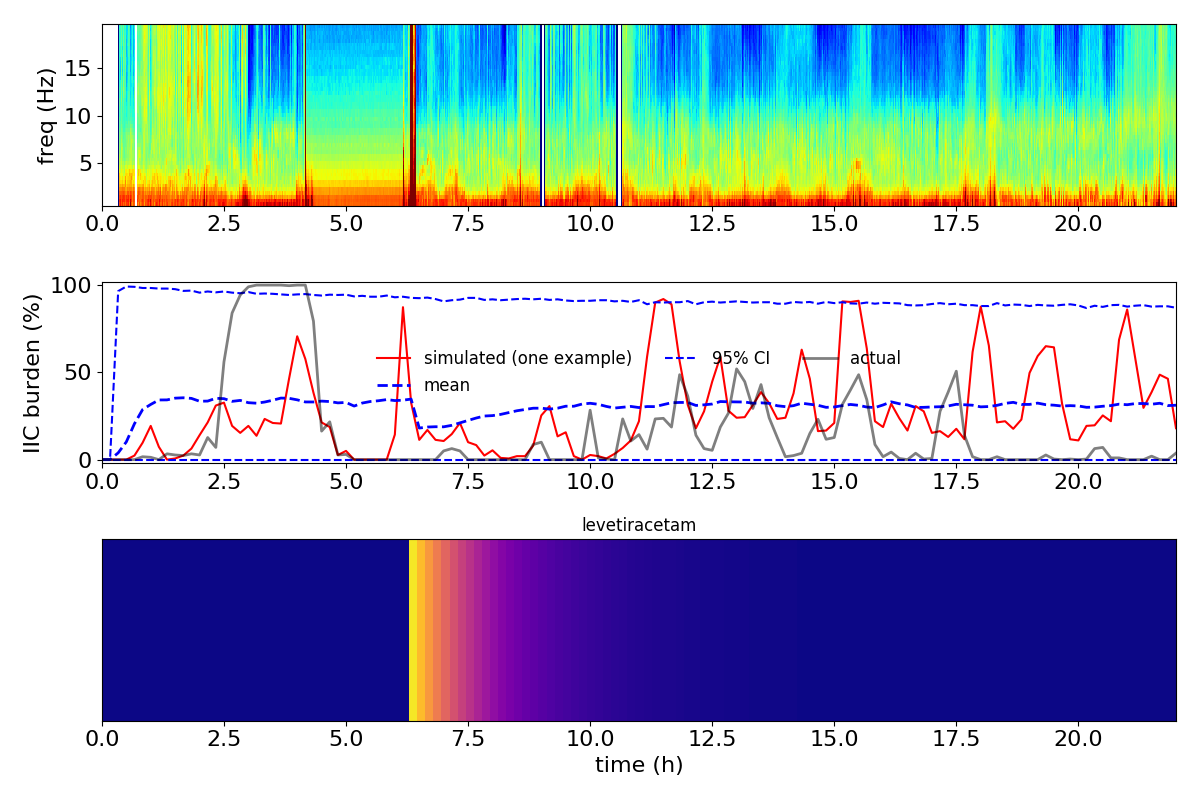 freq (Hz)
15
10
5
0.0 2.5 5.0 7.5 10.0 12.5 15.0 17.5 20.0
IIC burden (%)
100
50
0
simulated (one example) 95% CI actual
mean
0.0 2.5 5.0 7.5 10.0 12.5 15.0 17.5 20.0
levetiracetam
0.0 2.5 5.0 7.5 10.0 12.5 15.0 17.5 20.0
time (h)